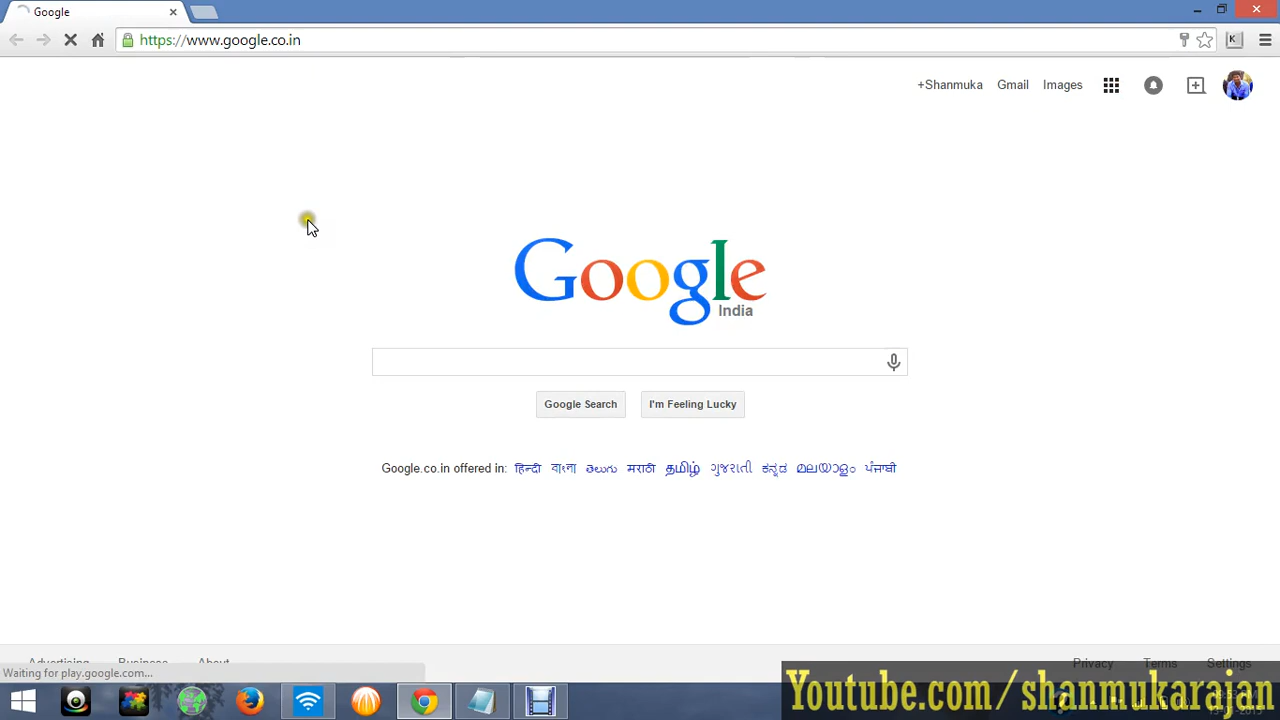 Google
https://www.google.co.in
+Shanmuka Gmail Images
Google
India
Google Search I'm Feeling Lucky
Google.co.in offered in: हिन्दी বাংলা తెలుగు मराठी தமிழ் ગુજરાતી ಕನ್ನಡ മലയാളം ਪੰਜਾਬੀ
Advertising Business About Privacy Terms Settings
Waiting for play.google.com...
Youtube.com/shanmukarajan